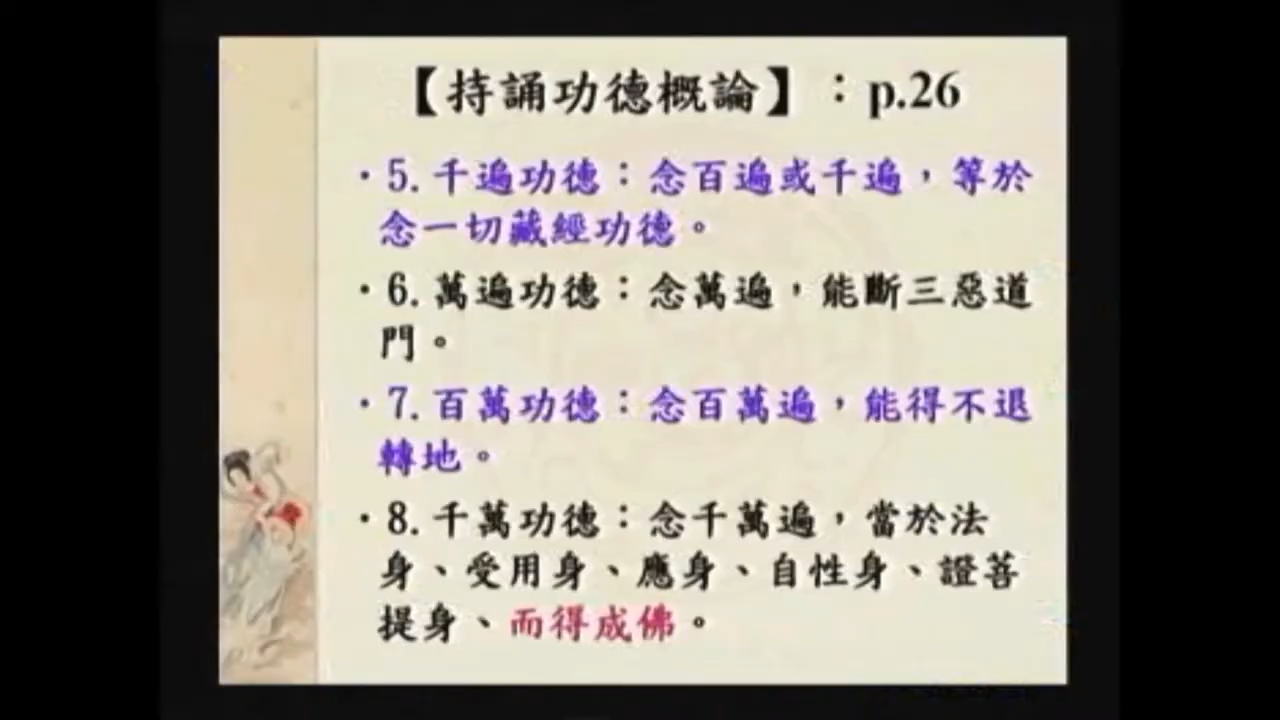 【持誦功德概論】：p.26
·5.千遍功德：念百遍或千遍，等於
念一切藏經功德。
·6.萬遍功德：念萬遍，能斷三惡道
門。
·7.百萬功德：念百萬遍，能得不退
轉地。
·8.千萬功德：念千萬遍，當於法
身、受用身、應身、自性身、證菩
提身、而得成佛。